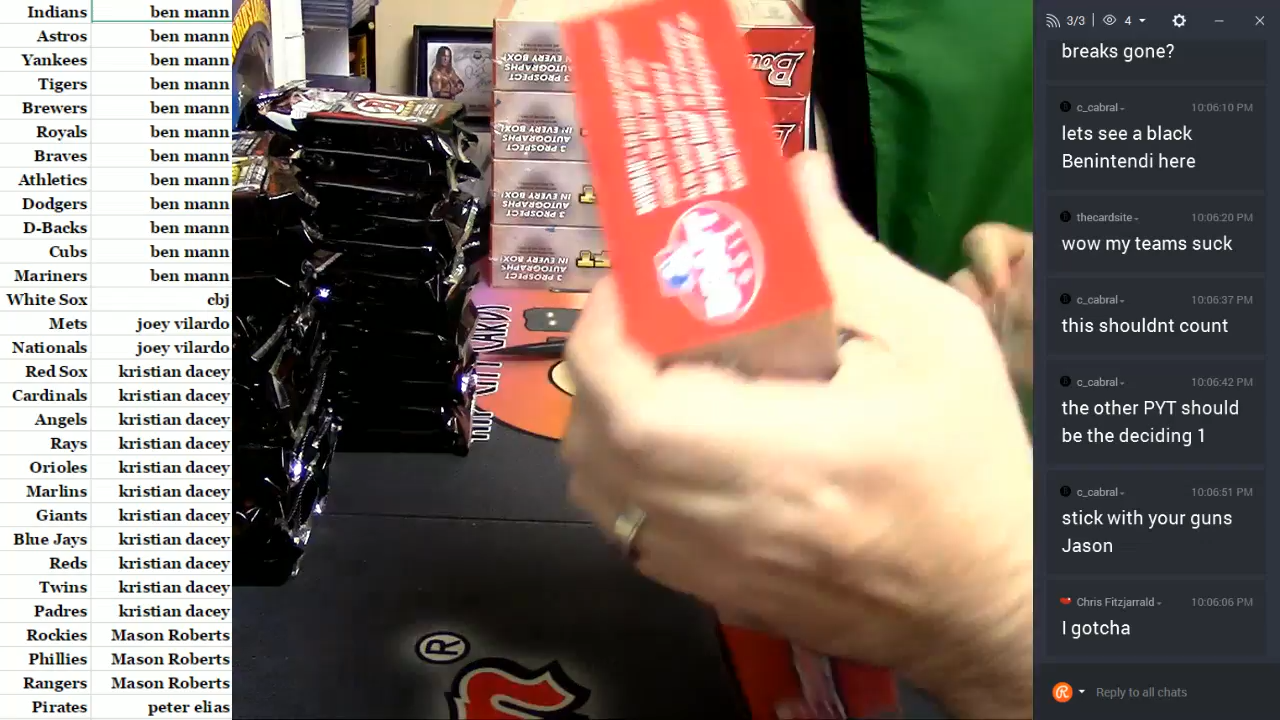 Indians ben mann
Astros ben mann
Yankees ben mann
Tigers ben mann
Brewers ben mann
Royals ben mann
Braves ben mann
Athletics ben mann
Dodgers ben mann
D-Backs ben mann
Cubs ben mann
Mariners ben mann
White Sox cbj
Mets joey vilardo
Nationals joey vilardo
Red Sox kristian dacey
Cardinals kristian dacey
Angels kristian dacey
Rays kristian dacey
Orioles kristian dacey
Marlins kristian dacey
Giants kristian dacey
Blue Jays kristian dacey
Reds kristian dacey
Twins kristian dacey
Padres kristian dacey
Rockies Mason Roberts
Phillies Mason Roberts
Rangers Mason Roberts
Pirates peter elias
3 PROSPECT
AUTOGRAPHS
IN EVERY BOX!
3 PROSPECT
AUTOGRAPHS
IN EVERY BOX!
3 PROSPECT
AUTOGRAPHS
IN EVERY BOX!
3 PROSPECT
AUTOGRAPHS
IN EVERY BOX!
®
3/3 4
breaks gone?
c_cabral 10:06:10 PM
lets see a black
Benintendi here
thecardsite 10:06:20 PM
wow my teams suck
c_cabral 10:06:37 PM
this shouldnt count
c_cabral 10:06:42 PM
the other PYT should
be the deciding 1
c_cabral 10:06:51 PM
stick with your guns
Jason
Chris Fitzjarrald 10:06:06 PM
I gotcha
Reply to all chats